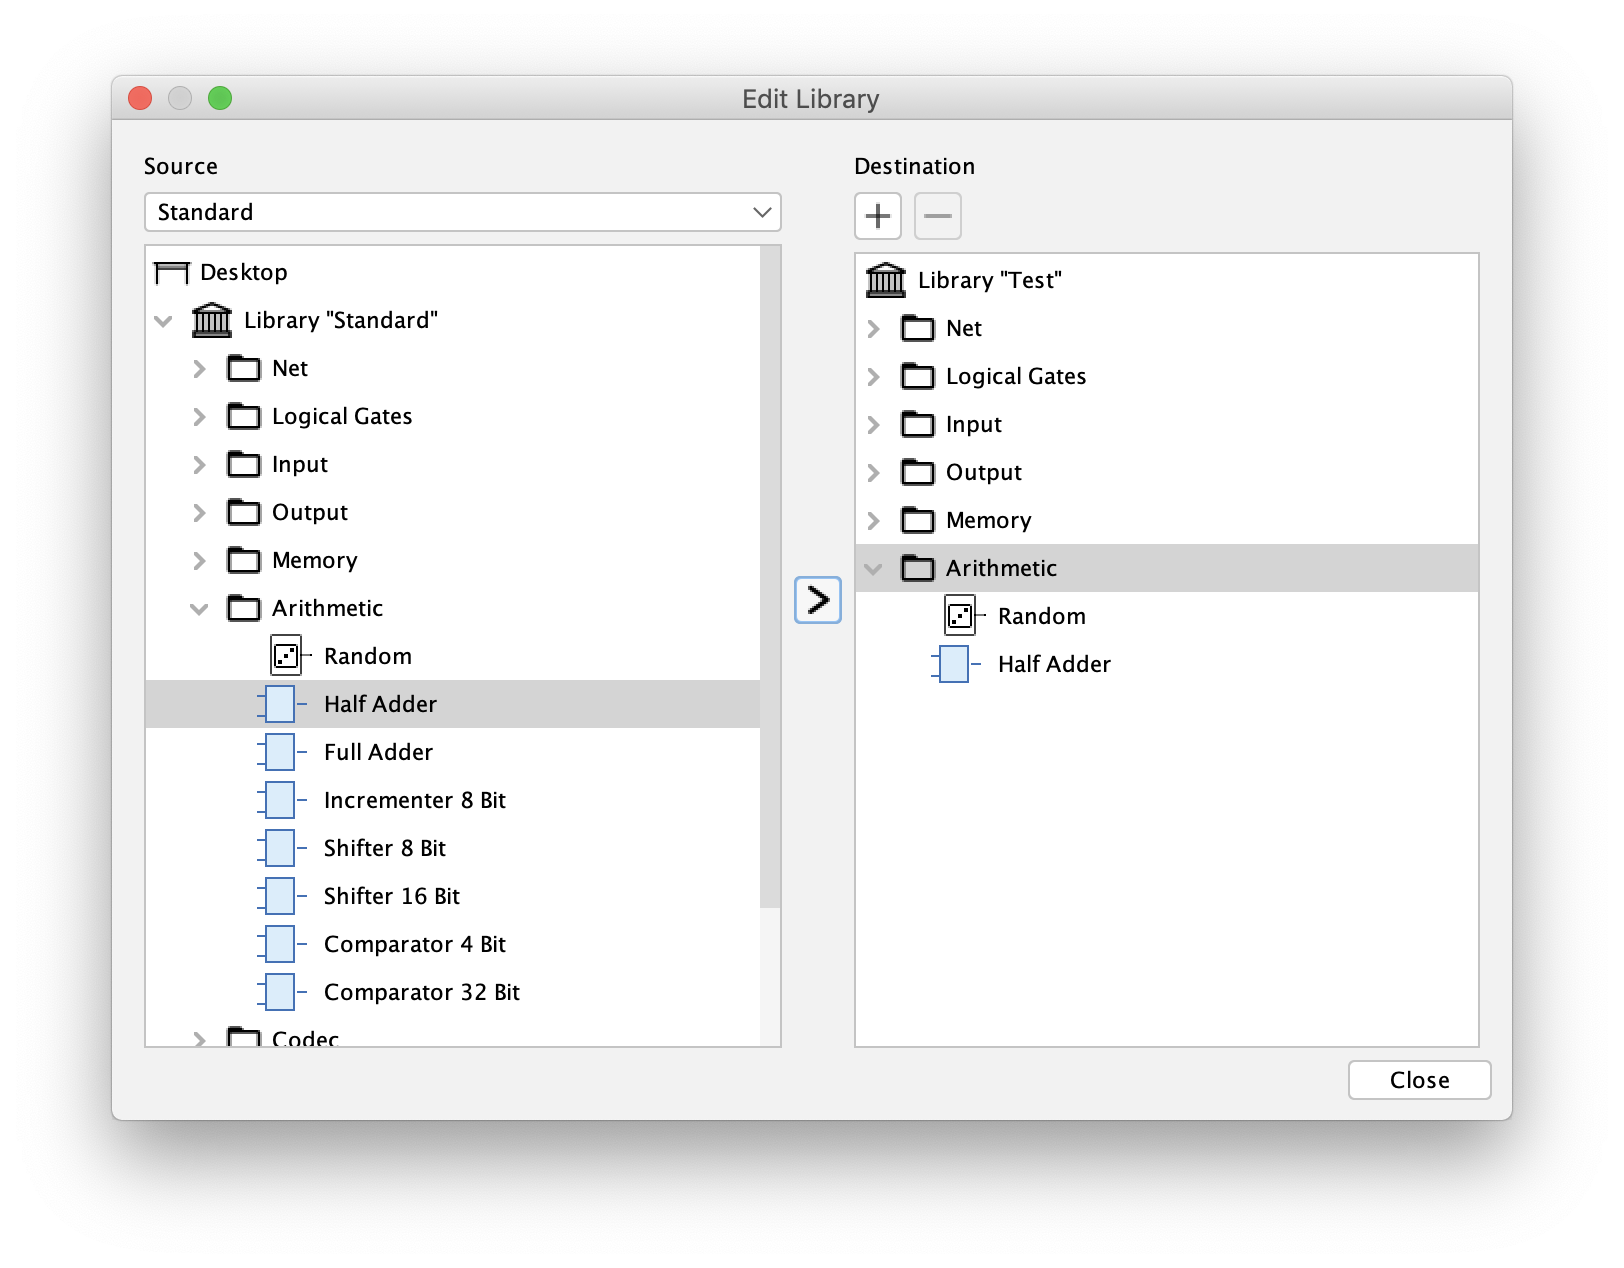 Edit Library
Source
Standard
Desktop
Library "Standard"
Net
Logical Gates
Input
Output
Memory
Arithmetic
Random
Half Adder
Full Adder
Incrementer 8 Bit
Shifter 8 Bit
Shifter 16 Bit
Comparator 4 Bit
Comparator 32 Bit
Codec
Destination
Library "Test"
Net
Logical Gates
Input
Output
Memory
Arithmetic
Random
Half Adder
Close